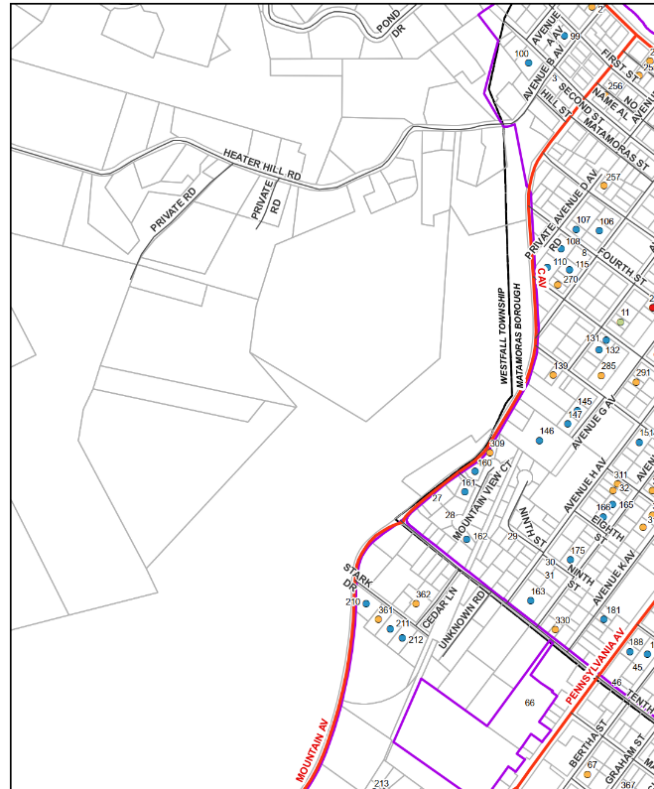 POND
DR
AVENUE
A AV
99
100
AVENUE B AV
FIRST ST
3
SECOND ST
NAME AL
256
HILL ST
MATAMORAS ST
HEATER HILL RD
PRIVATE RD
PRIVATE
RD
257
PRIVATE AVENUE D AV
RD
107
106
108
8
FOURTH ST
110
115
C AV
270
WESTFALL TOWNSHIP
MATAMORAS BOROUGH
11
131
132
139
285
291
145
147
AVENUE G AV
146
151
309
160
161
MOUNTAIN VIEW CT
27
28
AVENUE H AV
311
32
165
166
EIGHTH
ST
NINTH ST
29
162
175
30
31
NINTH
ST
AVENUE K AV
STARK
DR
210
362
361
211
212
CEDAR LN
UNKNOWN RD
163
330
181
188
45
46
PENNSYLVANIA AV
TENTH
66
MOUNTAIN AV
BERTHA ST
GRAHAM ST
67
367
213